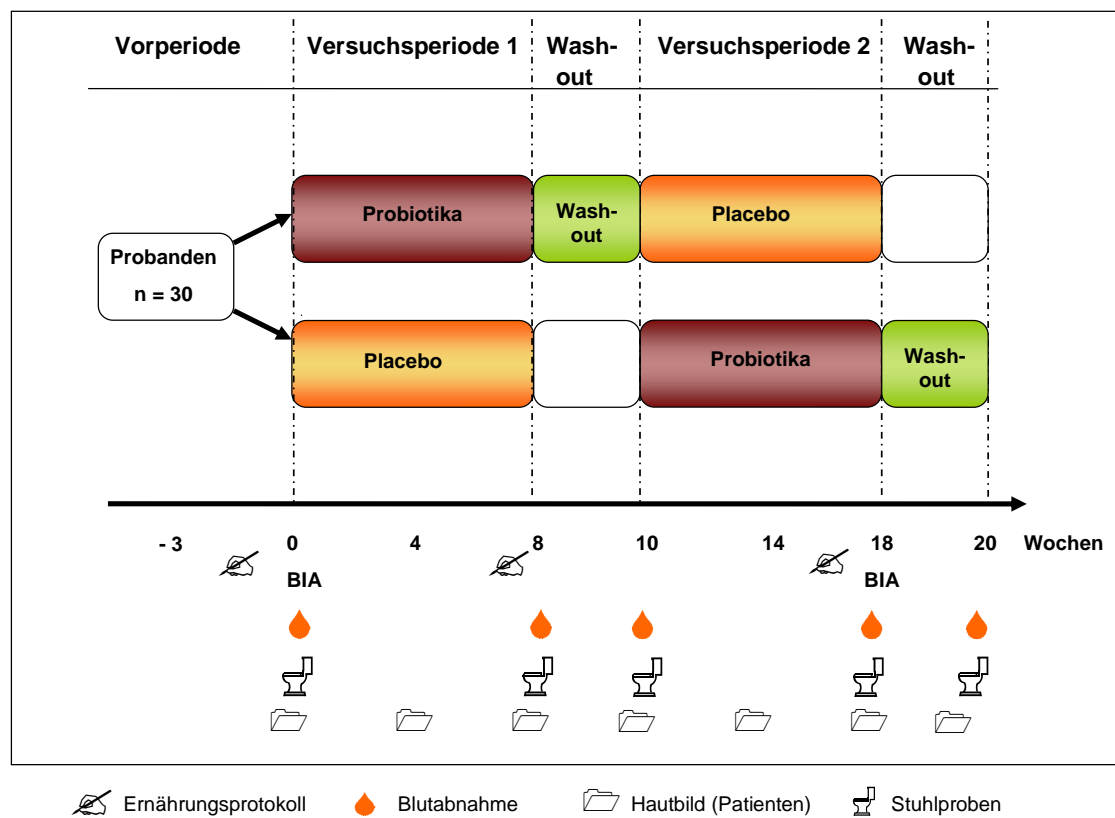 Vorperiode Versuchsperiode 1 Wash- Versuchsperiode 2 Wash-
out out
Probiotika Wash- Placebo
out
Probanden
n = 30
Placebo Probiotika Wash-
out
- 3 0 4 8 10 14 18 20 Wochen
BIA BIA
Ernährungsprotokoll Blutabnahme Hautbild (Patienten) Stuhlproben